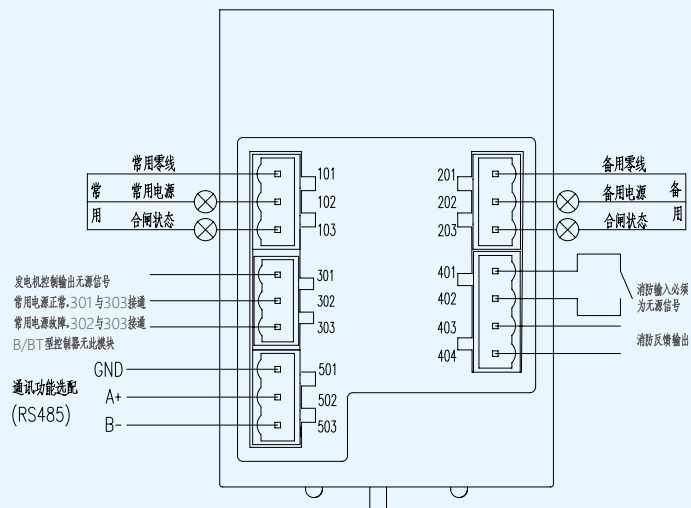 常用零线
常用电源
合闸状态
常
用
101
102
103
201
202
203
备用零线
备用电源
合闸状态
备
用
发电机控制输出无源信号
常用电源正常,301与303接通
常用电源故障,302与303接通
B/BT型控制器无此模块
301
302
303
401
402
403
404
消防输入必须
为无源信号
消防反馈输出
通讯功能选配
(RS485)
GND
A+
B-
501
502
503